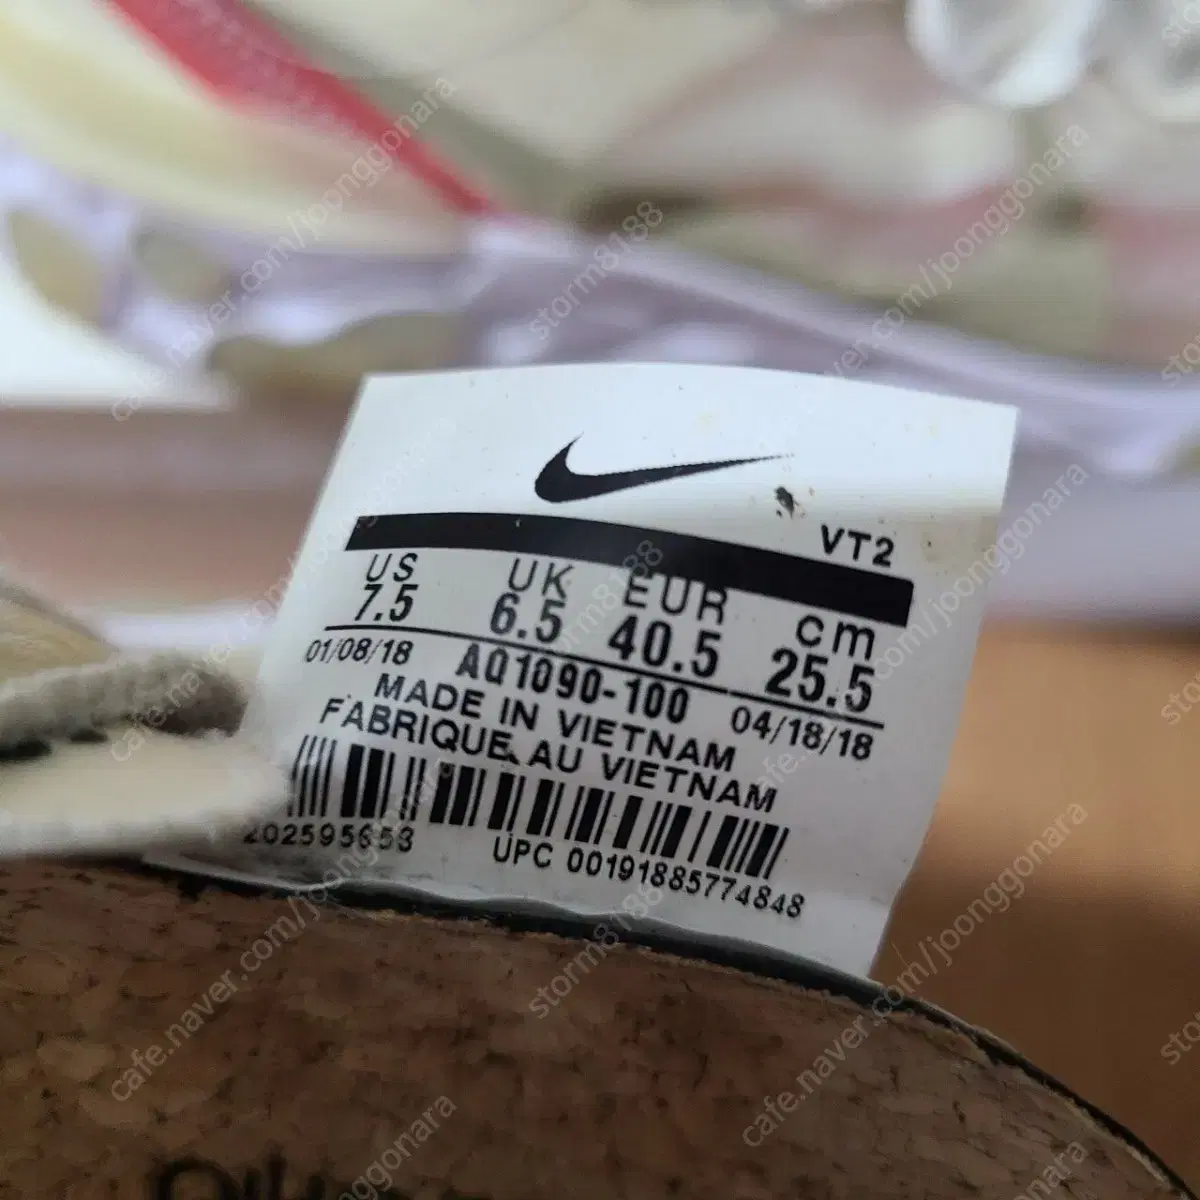 VT2
US UK EUR cm
7.5 6.5 40.5 25.5
01/08/18 AQ1090-100 04/18/18
MADE IN VIETNAM
FABRIQUE AU VIETNAM
UPC 00191885774848
cafe.naver.com/joonggonara
storm8188